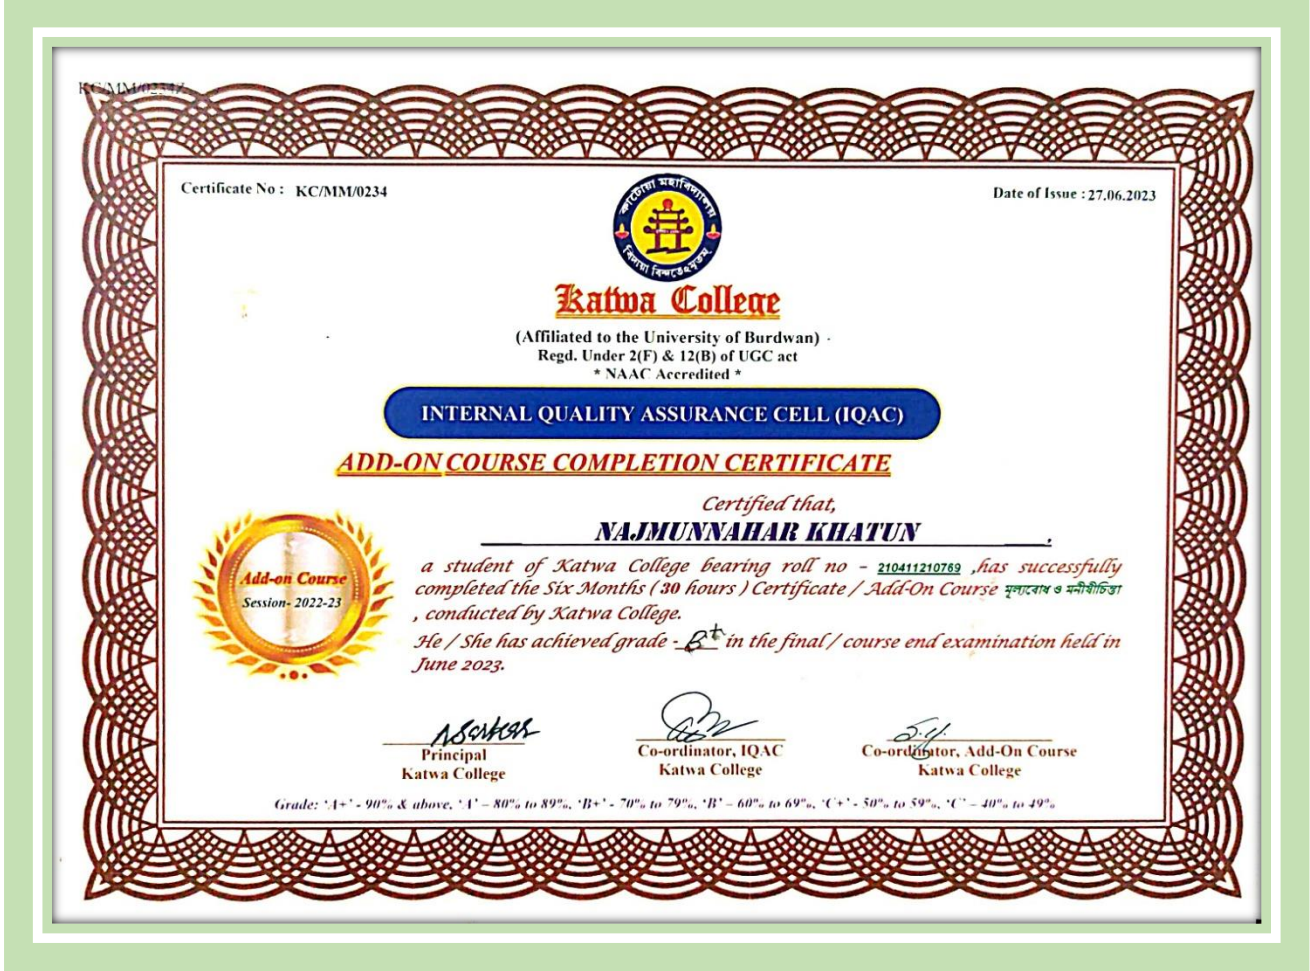 KC/MM/0234/
Certificate No : KC/MM/0234
Date of Issue : 27.06.2023
কাটোয়া মহাবিদ্যালয়
Katwa College
(Affiliated to the University of Burdwan)
Regd. Under 2(F) & 12(B) of UGC act
* NAAC Accredited *
INTERNAL QUALITY ASSURANCE CELL (IQAC)
ADD-ON COURSE COMPLETION CERTIFICATE
Certified that,
NAJMUNNAHAR KHATUN ,
Add-on Course
Session- 2022-23
a student of Katwa College bearing roll no - 210411210769 ,has successfully
completed the Six Months ( 30 hours ) Certificate / Add-On Course মূল্যবোধ ও মনীষীচিন্তা
, conducted by Katwa College.
He / She has achieved grade - B+ in the final / course end examination held in
June 2023.
Principal
Katwa College
Co-ordinator, IQAC
Katwa College
Co-ordinator, Add-On Course
Katwa College
Grade: 'A+' - 90% & above, 'A' – 80% to 89%, 'B+' - 70% to 79%, 'B' – 60% to 69%, 'C+' - 50% to 59%, 'C' – 40% to 49%